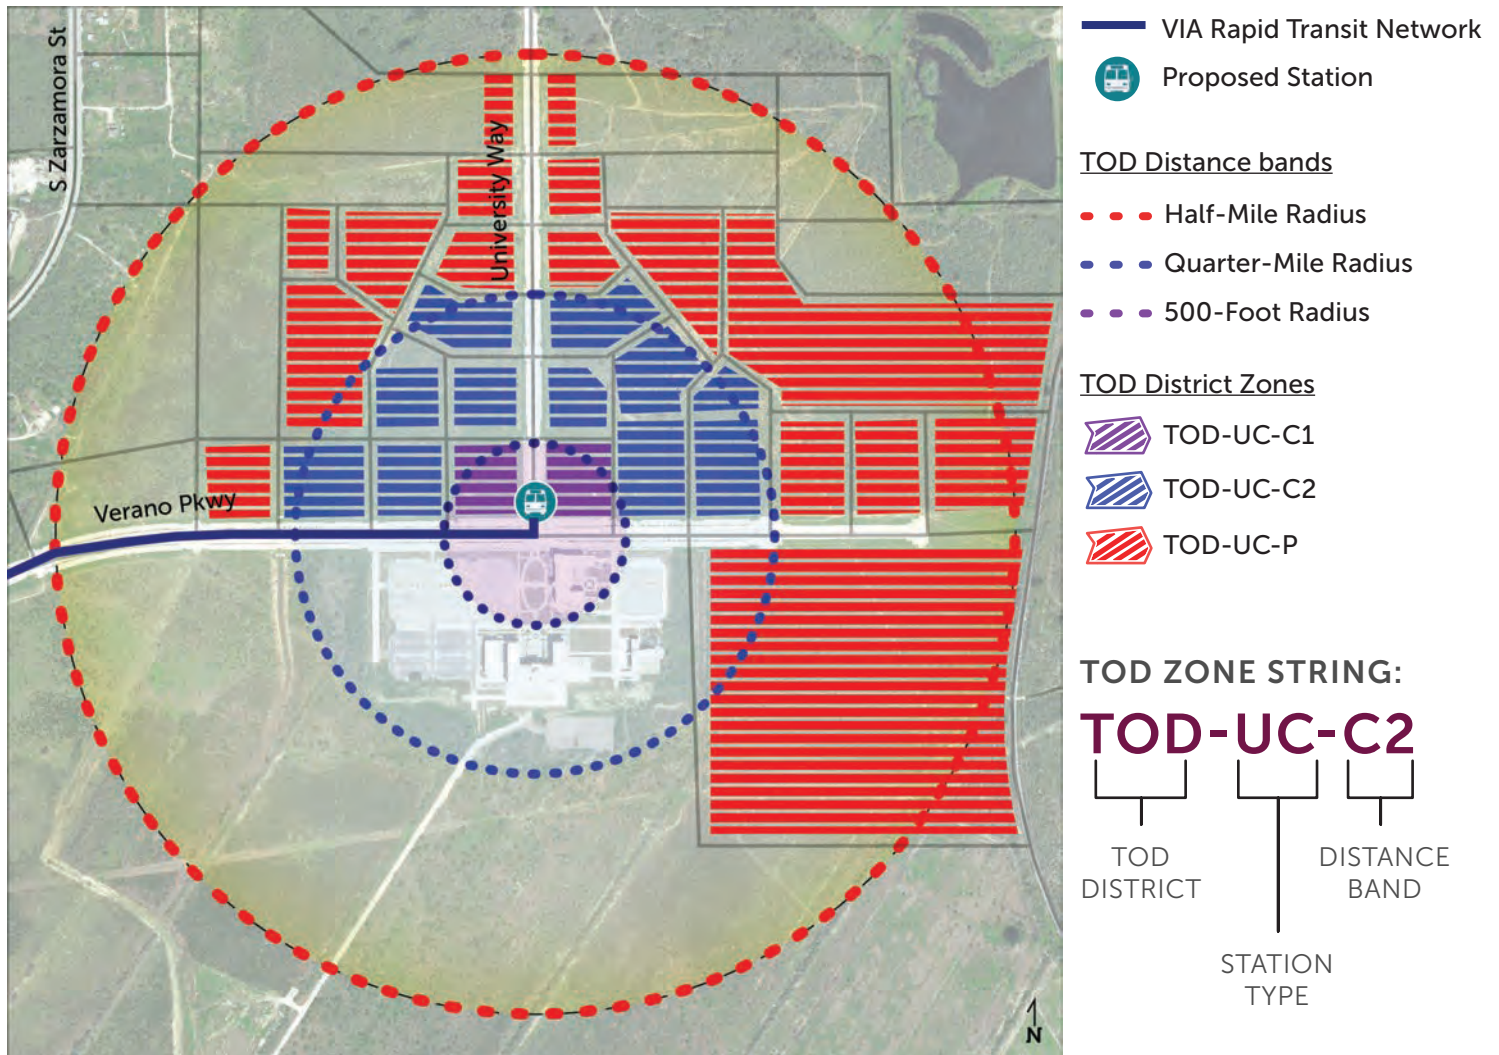 S Zarzamora St
University Way
Verano Pkwy
N
VIA Rapid Transit Network
Proposed Station
TOD Distance bands
Half-Mile Radius
Quarter-Mile Radius
500-Foot Radius
TOD District Zones
TOD-UC-C1
TOD-UC-C2
TOD-UC-P
TOD ZONE STRING:
TOD-UC-C2
TOD
DISTRICT
DISTANCE
BAND
STATION
TYPE